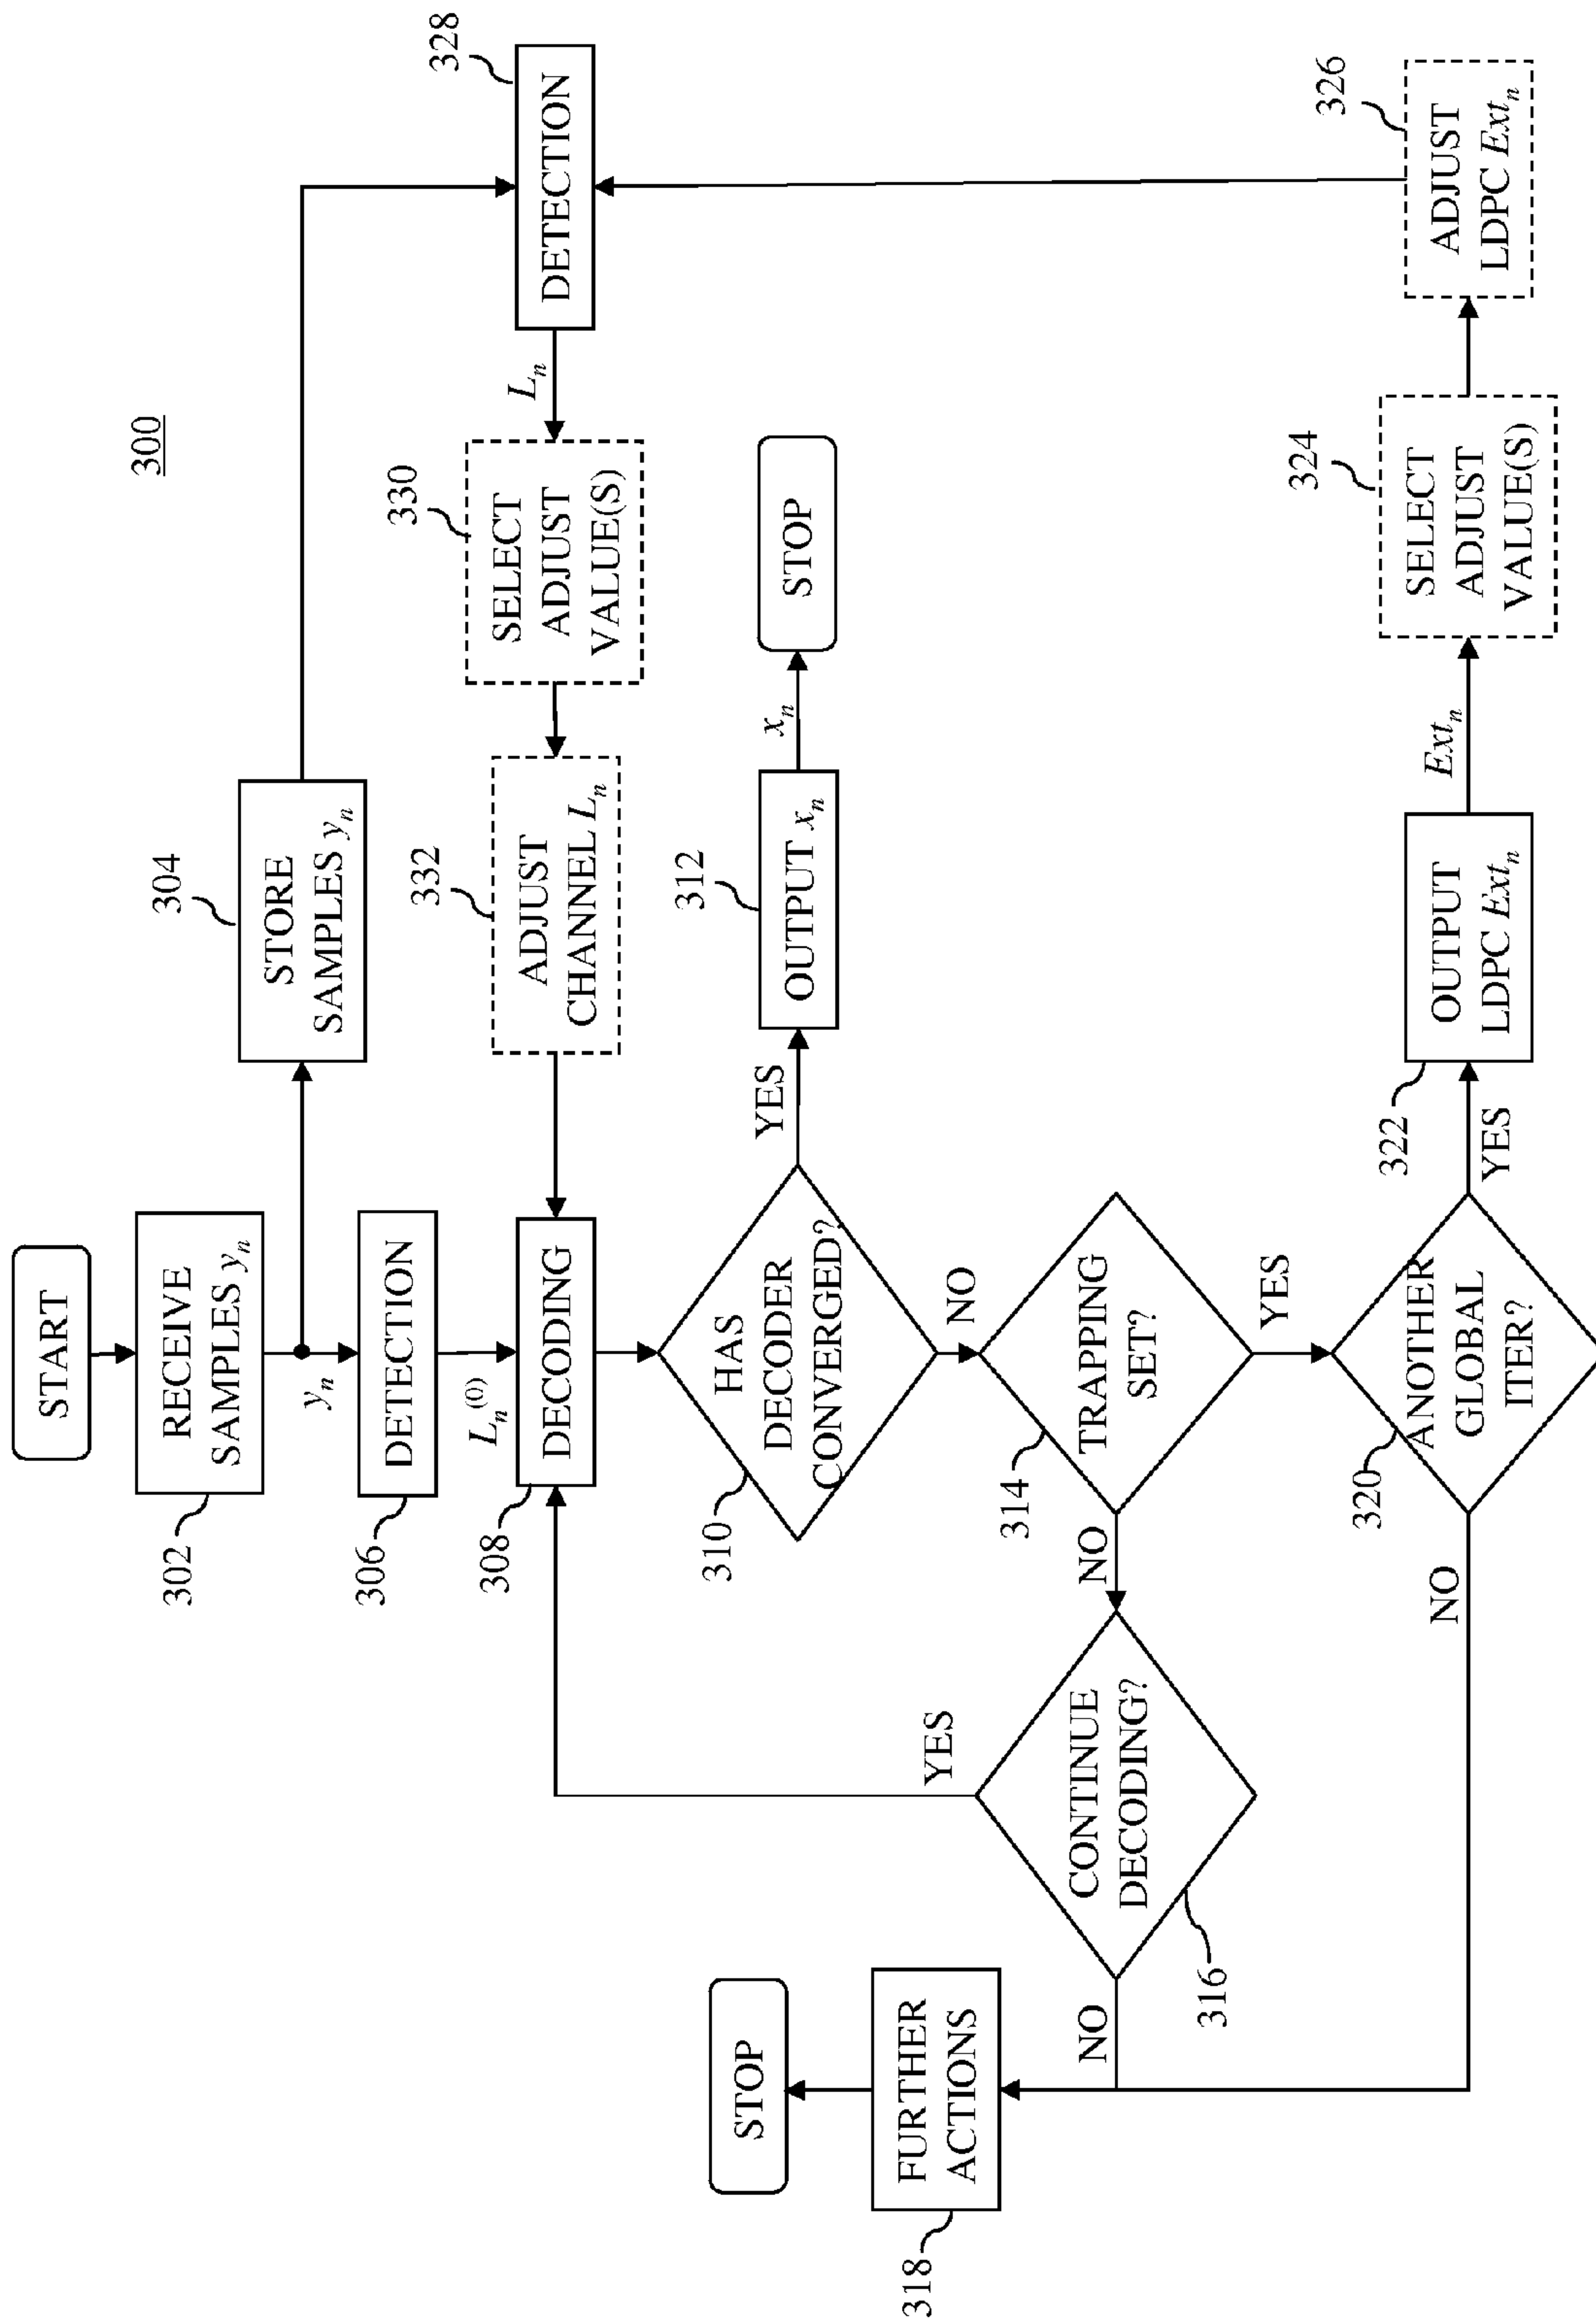 300
START
302
RECEIVE
SAMPLES yₙ
yₙ
304
STORE
SAMPLES yₙ
306
DETECTION
Lₙ⁽⁰⁾
328
DETECTION
Lₙ
330
SELECT
ADJUST
VALUE(S)
332
ADJUST
CHANNEL Lₙ
308
DECODING
310
HAS
DECODER
CONVERGED?
YES
312
OUTPUT xₙ
xₙ
STOP
NO
314
TRAPPING
SET?
NO
316
CONTINUE
DECODING?
YES
NO
318
FURTHER
ACTIONS
STOP
YES
320
ANOTHER
GLOBAL
ITER?
NO
YES
322
OUTPUT
LDPC Extₙ
Extₙ
324
SELECT
ADJUST
VALUE(S)
326
ADJUST
LDPC Extₙ